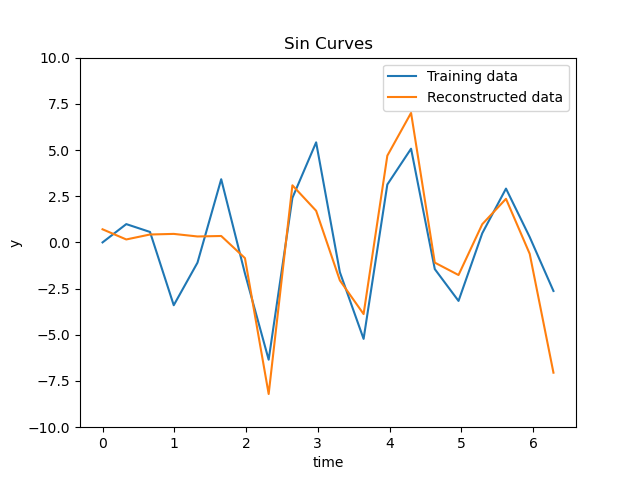 Sin Curves
Training data
Reconstructed data
10.0
7.5
5.0
2.5
0.0
−2.5
−5.0
−7.5
−10.0
y
0 1 2 3 4 5 6
time